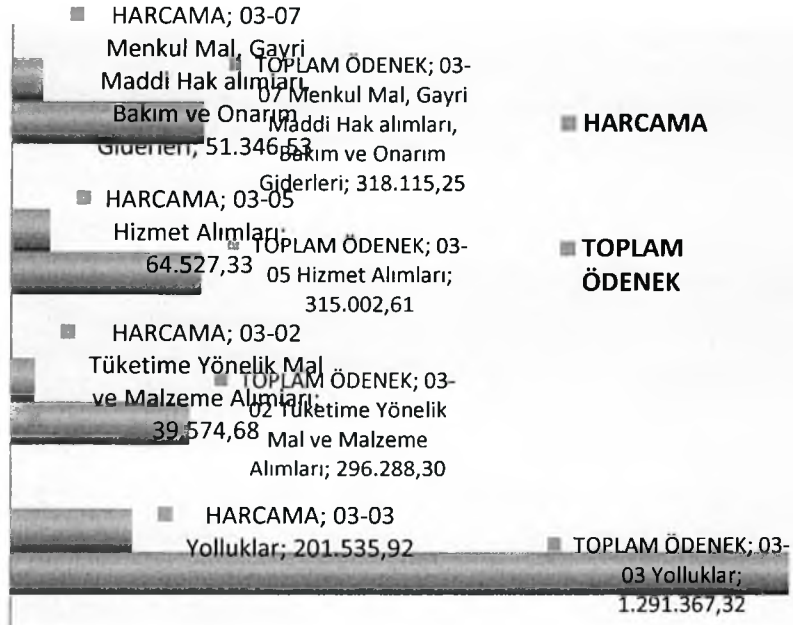 HARCAMA; 03-07
Menkul Mal, Gayri
Maddi Hak alımları,
Bakım ve Onarım
Giderleri; 51.346,53
TOPLAM ÖDENEK; 03-
07 Menkul Mal, Gayri
Maddi Hak alımları,
Bakım ve Onarım
Giderleri; 318.115,25
HARCAMA
HARCAMA; 03-05
Hizmet Alımları;
64.527,33
TOPLAM ÖDENEK; 03-
05 Hizmet Alımları;
315.002,61
TOPLAM
ÖDENEK
HARCAMA; 03-02
Tüketime Yönelik Mal
ve Malzeme Alımları;
39.574,68
TOPLAM ÖDENEK; 03-
02 Tüketime Yönelik
Mal ve Malzeme
Alımları; 296.288,30
HARCAMA; 03-03
Yolluklar; 201.535,92
TOPLAM ÖDENEK; 03-
03 Yolluklar;
1.291.367,32